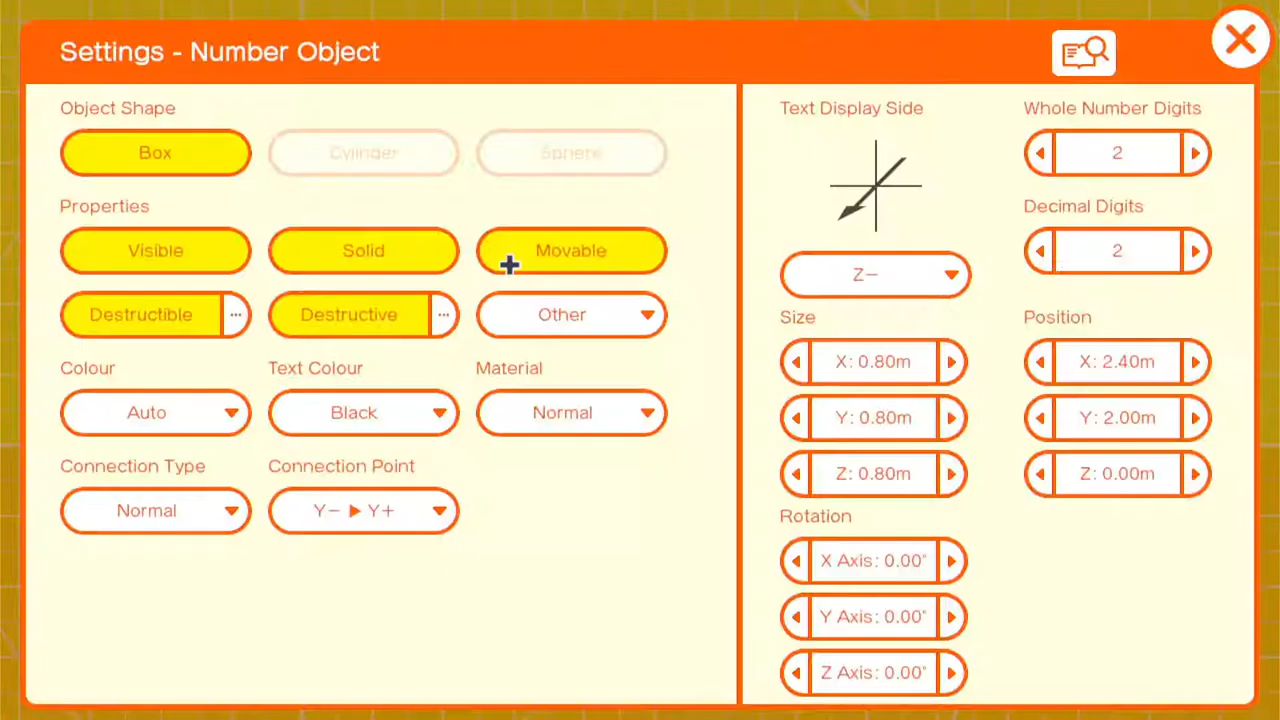 Settings - Number Object
Object Shape
Box
Cylinder
Sphere
Properties
Visible
Solid
Movable
Destructible
...
Destructive
...
Other
Colour
Text Colour
Material
Auto
Black
Normal
Connection Type
Connection Point
Normal
Y− ▶ Y+
Text Display Side
Z−
Size
X: 0.80m
Y: 0.80m
Z: 0.80m
Rotation
X Axis: 0.00°
Y Axis: 0.00°
Z Axis: 0.00°
Whole Number Digits
2
Decimal Digits
2
Position
X: 2.40m
Y: 2.00m
Z: 0.00m